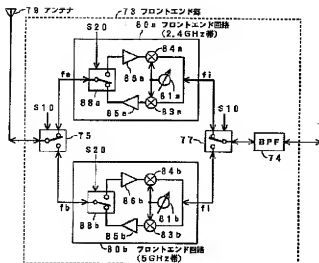 79 アンテナ
73 フロントエンド部
80a フロントエンド回路
(2.4GHz帯)
S20
84a
86a
fa
fi
88a
81a
85a
83a
S10
S10
75
77
BPF
74
S20
84b
86b
fb
fi
88b
81b
85b
83b
80b フロントエンド回路
(5GHz帯)